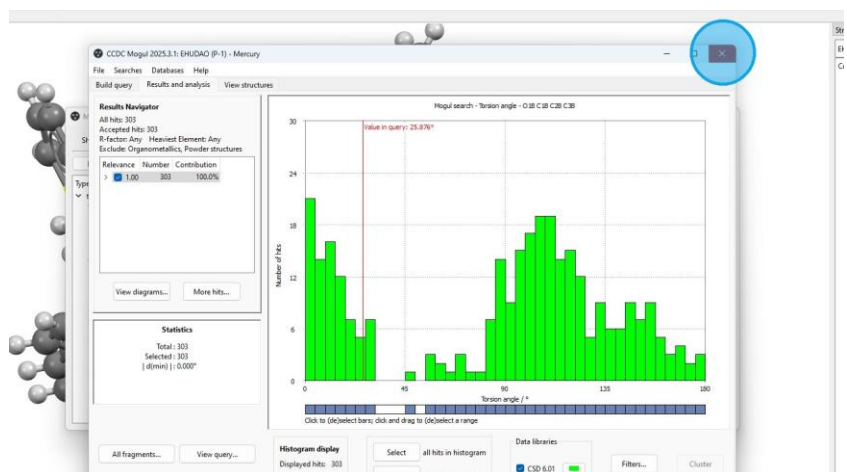 CCDC Mogul 2025.3.1: EHUDAO (P-1) - Mercury
File Searches Databases Help
Build query Results and analysis View structures
Results Navigator
All hits: 303
Accepted hits: 303
R-factor: Any Heaviest Element: Any
Exclude: Organometallics, Powder structures
Relevance Number Contribution
1.00 303 100.0%
View diagrams... More hits...
Statistics
Total : 303
Selected : 303
| d(min) | : 0.000°
All fragments... View query...
Mogul search - Torsion angle - O1B C1B C2B C3B
Value in query: 25.876°
Number of hits
30
24
18
12
6
0
0 45 90 135 180
Torsion angle / °
Click to (de)select bars; click and drag to (de)select a range
Histogram display
Displayed hits: 303
Select all hits in histogram
Data libraries
CSD 6.01
Filters...
Cluster